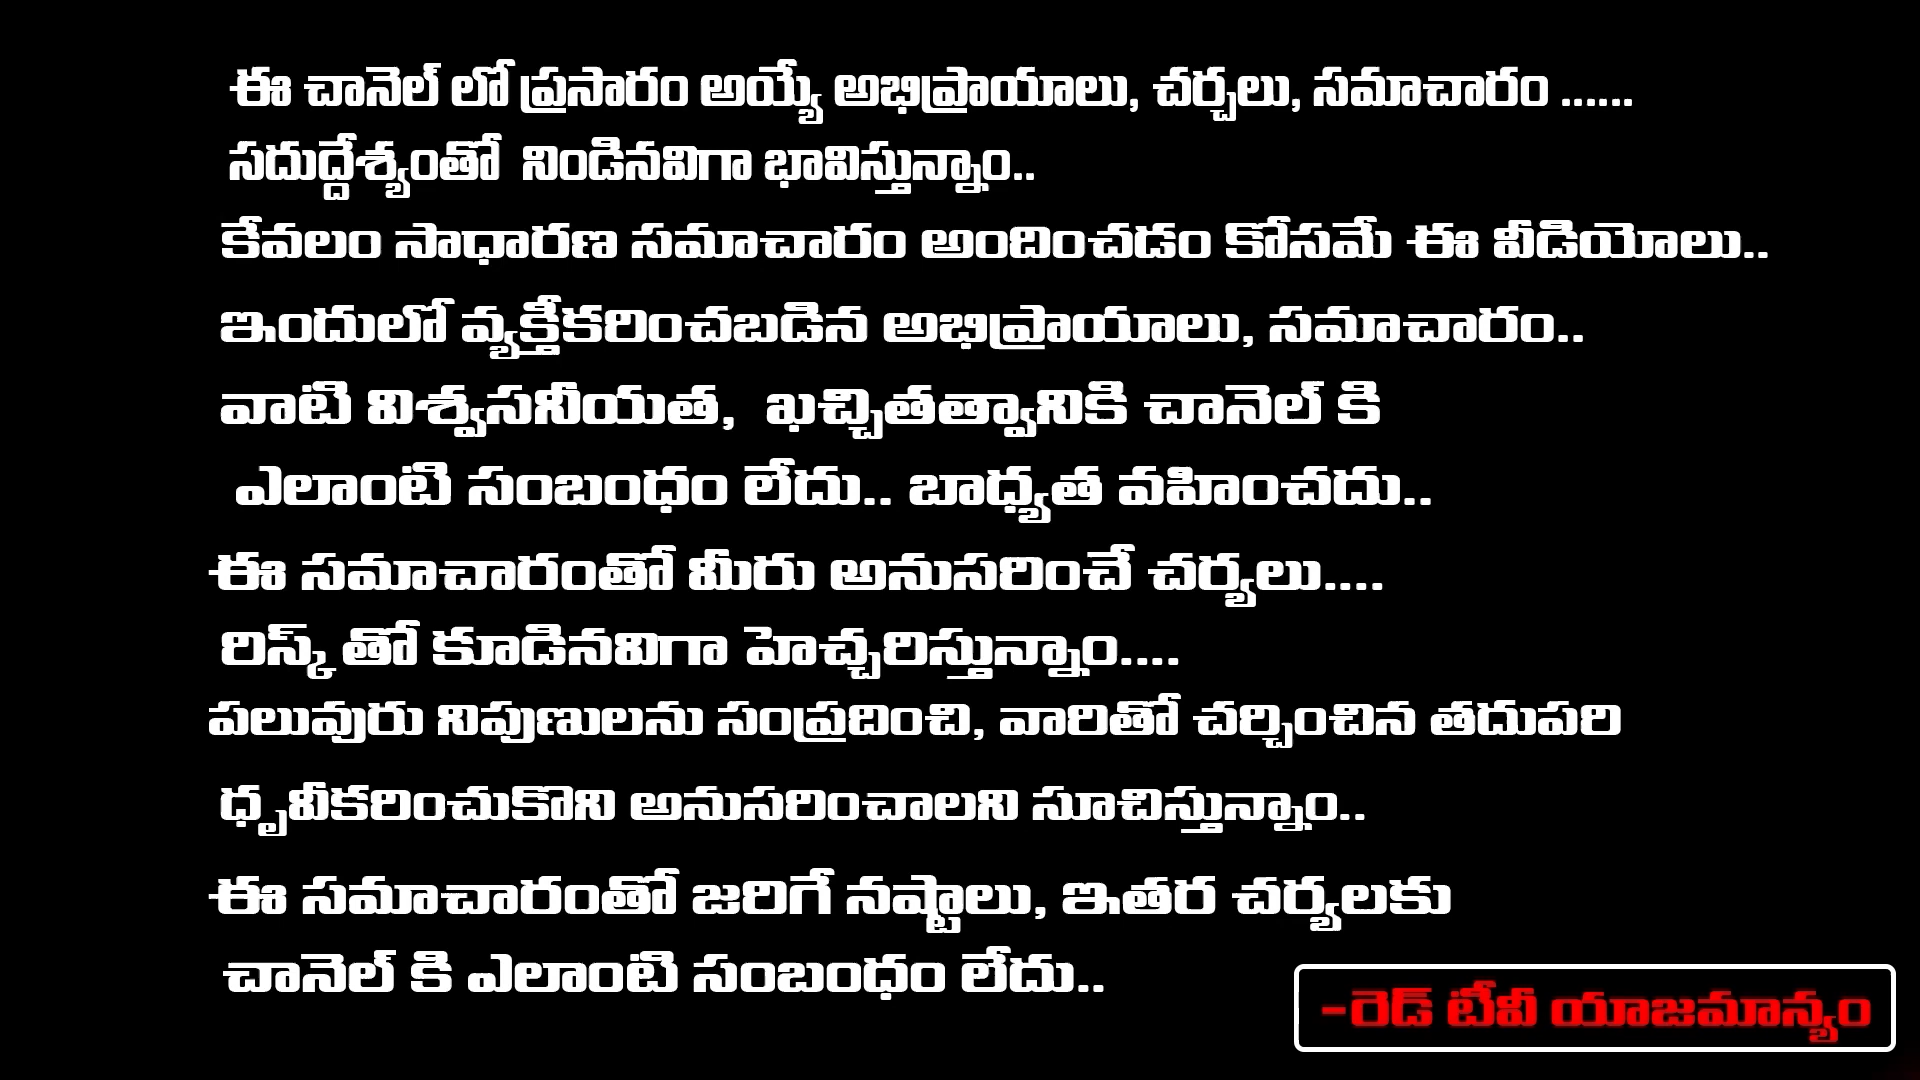 ఈ చానెల్ లో ప్రసారం అయ్యే అభిప్రాయాలు, చర్చలు, సమాచారం ......
సదుద్దేశ్యంతో నిండినవిగా భావిస్తున్నాం..
కేవలం సాధారణ సమాచారం అందించడం కోసమే ఈ వీడియోలు..
ఇందులో వ్యక్తీకరించబడిన అభిప్రాయాలు, సమాచారం..
వాటి విశ్వసనీయత, ఖచ్చితత్వానికి చానెల్ కి
ఎలాంటి సంబంధం లేదు.. బాధ్యత వహించదు..
ఈ సమాచారంతో మీరు అనుసరించే చర్యలు....
రిస్క్ తో కూడినవిగా హెచ్చరిస్తున్నాం....
పలువురు నిపుణులను సంప్రదించి, వారితో చర్చించిన తదుపరి
ధృవీకరించుకొని అనుసరించాలని సూచిస్తున్నాం..
ఈ సమాచారంతో జరిగే నష్టాలు, ఇతర చర్యలకు
చానెల్ కి ఎలాంటి సంబంధం లేదు..
-రెడ్ టీవీ యాజమాన్యం